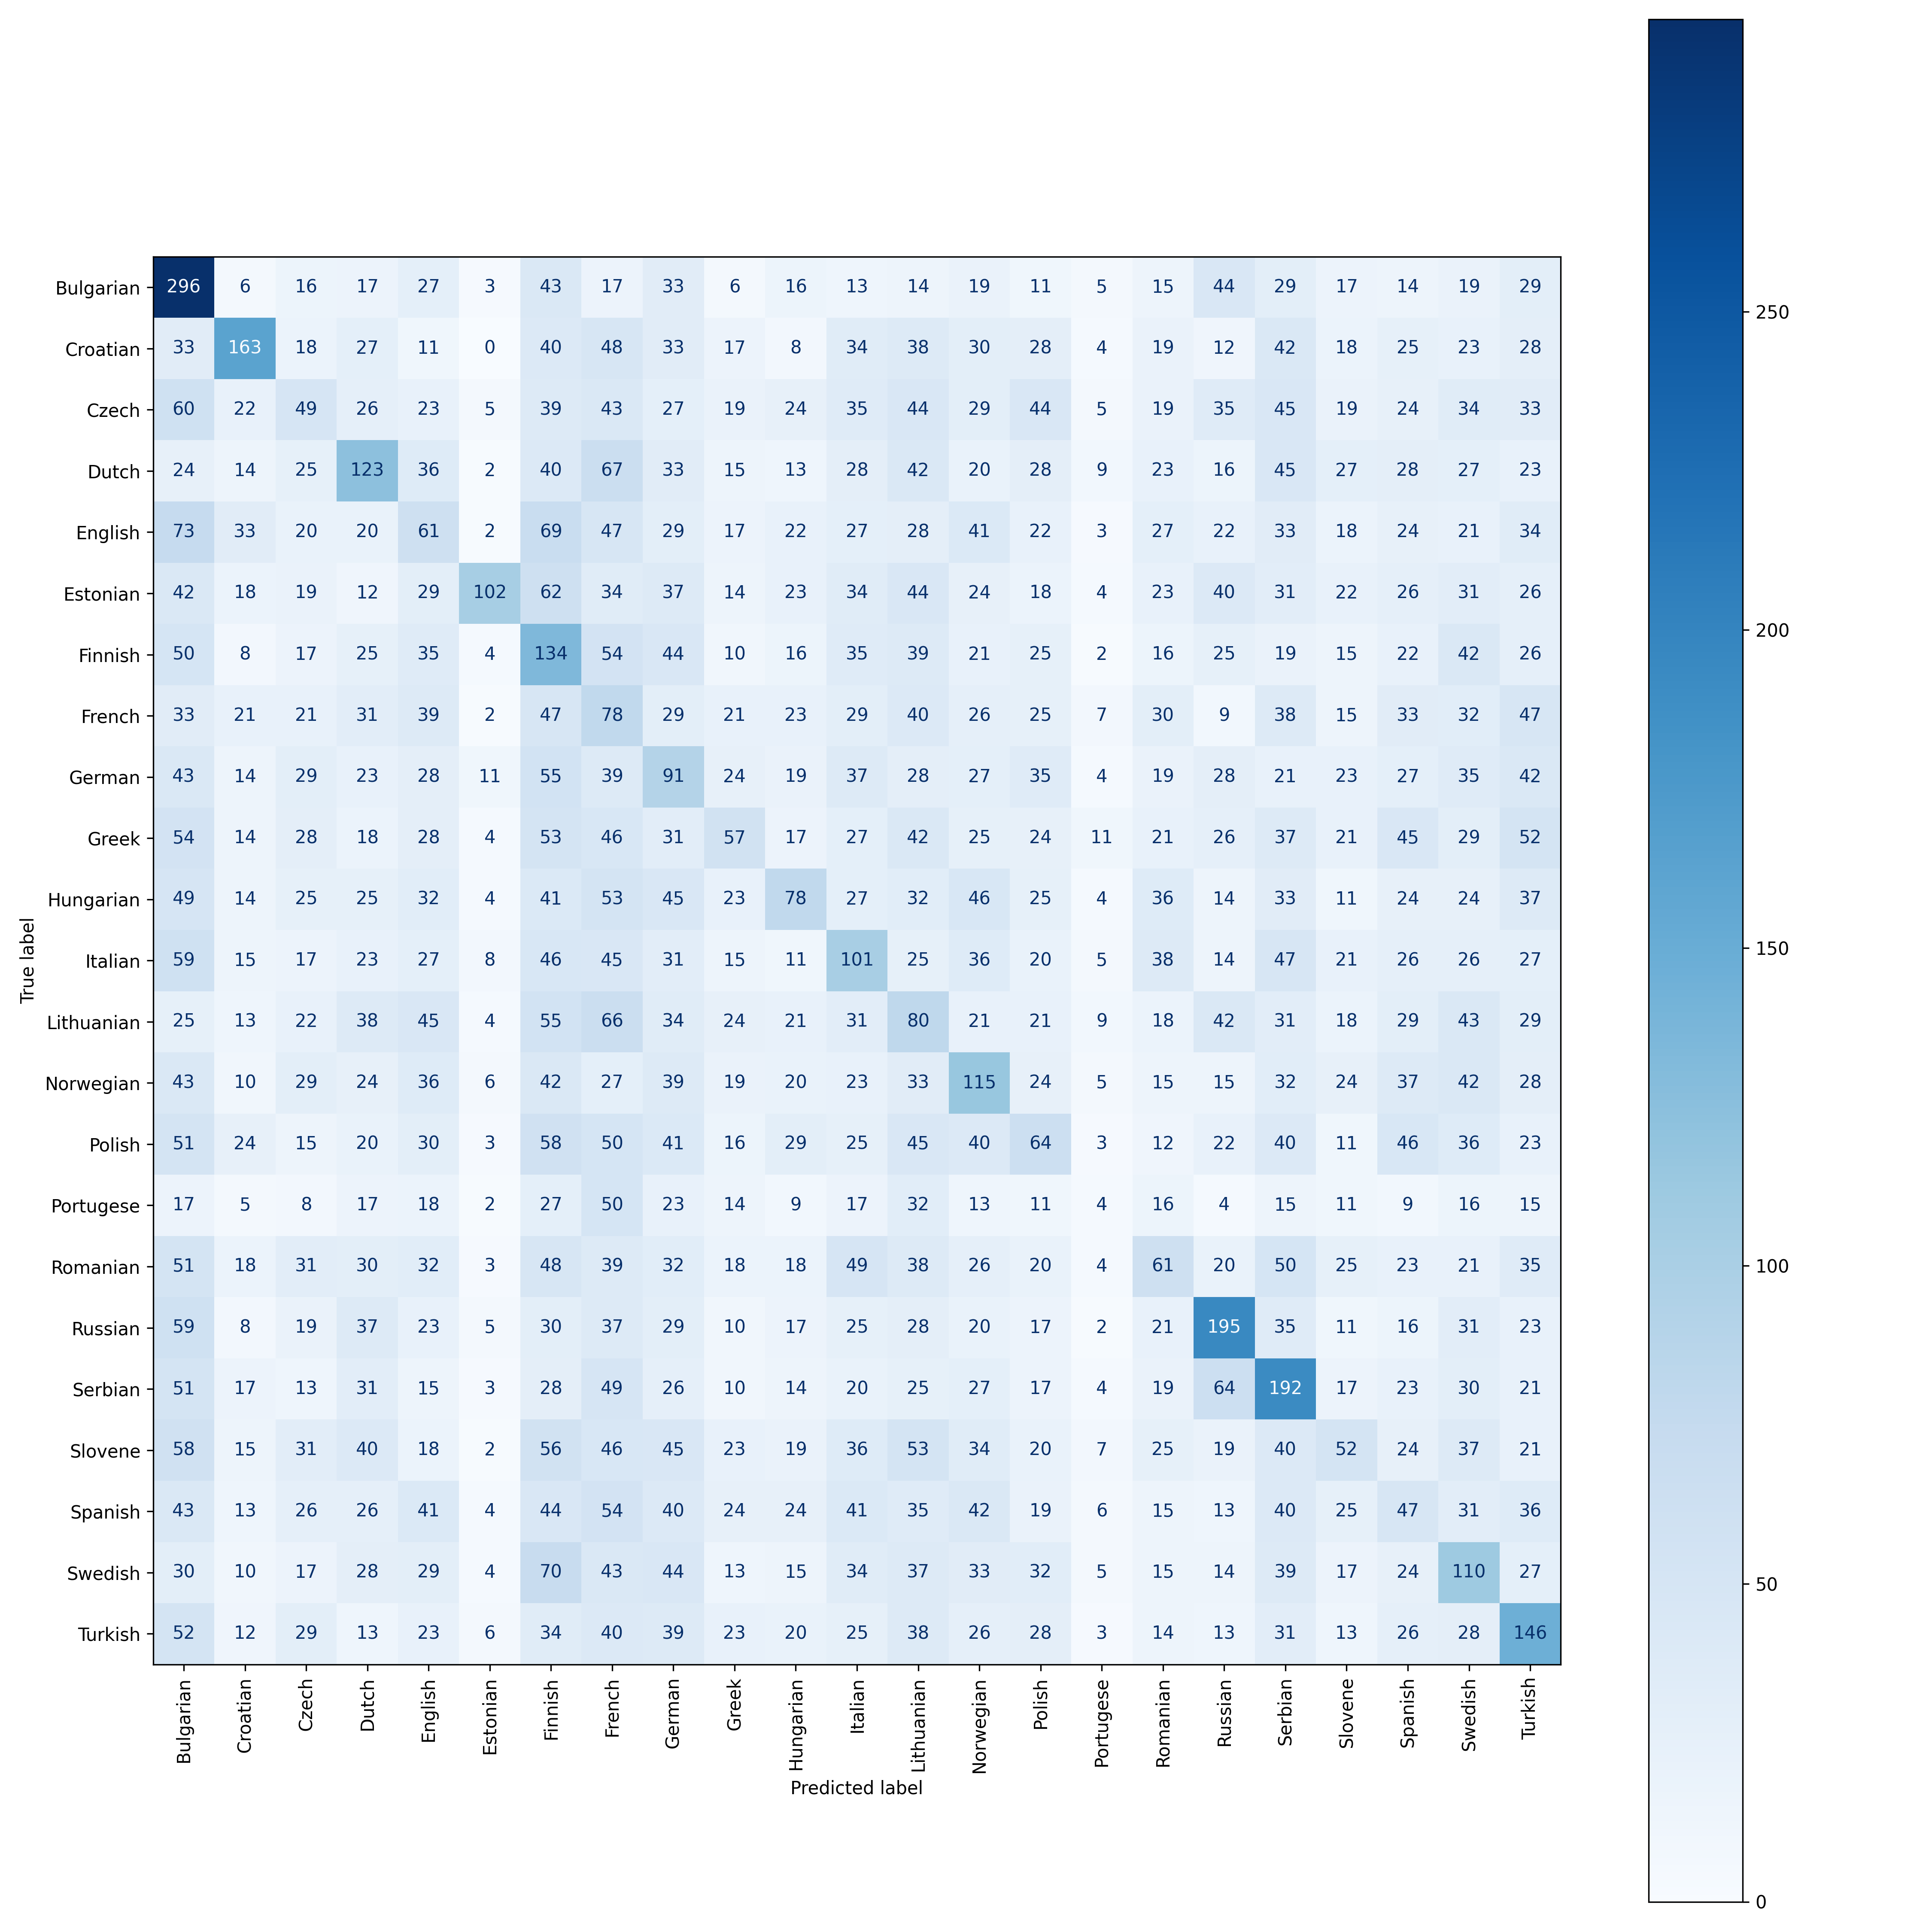 Bulgarian 296 6 16 17 27 3 43 17 33 6 16 13 14 19 11 5 15 44 29 17 14 19 29
Croatian 33 163 18 27 11 0 40 48 33 17 8 34 38 30 28 4 19 12 42 18 25 23 28
Czech 60 22 49 26 23 5 39 43 27 19 24 35 44 29 44 5 19 35 45 19 24 34 33
Dutch 24 14 25 123 36 2 40 67 33 15 13 28 42 20 28 9 23 16 45 27 28 27 23
English 73 33 20 20 61 2 69 47 29 17 22 27 28 41 22 3 27 22 33 18 24 21 34
Estonian 42 18 19 12 29 102 62 34 37 14 23 34 44 24 18 4 23 40 31 22 26 31 26
Finnish 50 8 17 25 35 4 134 54 44 10 16 35 39 21 25 2 16 25 19 15 22 42 26
French 33 21 21 31 39 2 47 78 29 21 23 29 40 26 25 7 30 9 38 15 33 32 47
German 43 14 29 23 28 11 55 39 91 24 19 37 28 27 35 4 19 28 21 23 27 35 42
Greek 54 14 28 18 28 4 53 46 31 57 17 27 42 25 24 11 21 26 37 21 45 29 52
Hungarian 49 14 25 25 32 4 41 53 45 23 78 27 32 46 25 4 36 14 33 11 24 24 37
Italian 59 15 17 23 27 8 46 45 31 15 11 101 25 36 20 5 38 14 47 21 26 26 27
Lithuanian 25 13 22 38 45 4 55 66 34 24 21 31 80 21 21 9 18 42 31 18 29 43 29
Norwegian 43 10 29 24 36 6 42 27 39 19 20 23 33 115 24 5 15 15 32 24 37 42 28
Polish 51 24 15 20 30 3 58 50 41 16 29 25 45 40 64 3 12 22 40 11 46 36 23
Portugese 17 5 8 17 18 2 27 50 23 14 9 17 32 13 11 4 16 4 15 11 9 16 15
Romanian 51 18 31 30 32 3 48 39 32 18 18 49 38 26 20 4 61 20 50 25 23 21 35
Russian 59 8 19 37 23 5 30 37 29 10 17 25 28 20 17 2 21 195 35 11 16 31 23
Serbian 51 17 13 31 15 3 28 49 26 10 14 20 25 27 17 4 19 64 192 17 23 30 21
Slovene 58 15 31 40 18 2 56 46 45 23 19 36 53 34 20 7 25 19 40 52 24 37 21
Spanish 43 13 26 26 41 4 44 54 40 24 24 41 35 42 19 6 15 13 40 25 47 31 36
Swedish 30 10 17 28 29 4 70 43 44 13 15 34 37 33 32 5 15 14 39 17 24 110 27
Turkish 52 12 29 13 23 6 34 40 39 23 20 25 38 26 28 3 14 13 31 13 26 28 146
Bulgarian Croatian Czech Dutch English Estonian Finnish French German Greek Hungarian Italian Lithuanian Norwegian Polish Portugese Romanian Russian Serbian Slovene Spanish Swedish Turkish
Predicted label
True label
250
200
150
100
50
0